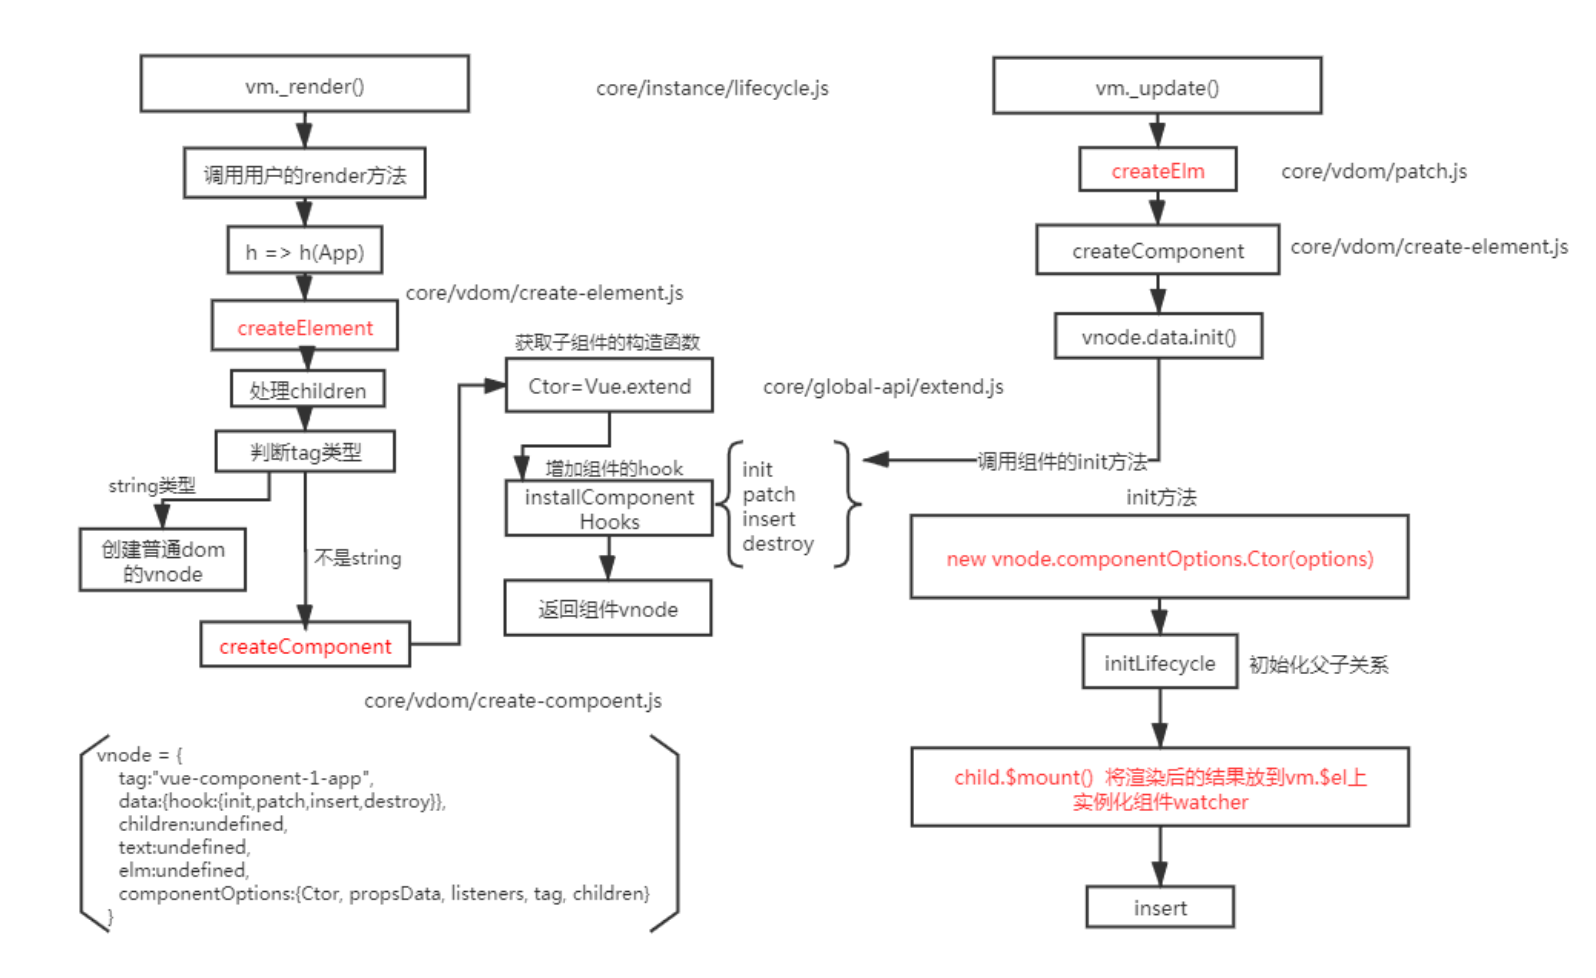 vm._render()
core/instance/lifecycle.js
vm._update()
调用用户的render方法
createElm
core/vdom/patch.js
h => h(App)
createComponent
core/vdom/create-element.js
core/vdom/create-element.js
createElement
获取子组件的构造函数
vnode.data.init()
处理children
Ctor=Vue.extend
core/global-api/extend.js
判断tag类型
调用组件的init方法
string类型
增加组件的hook
init
patch
insert
destroy
installComponent
Hooks
init方法
创建普通dom
的vnode
不是string
new vnode.componentOptions.Ctor(options)
返回组件vnode
createComponent
initLifecycle
初始化父子关系
core/vdom/create-compoent.js
vnode = {
tag:"vue-component-1-app",
data:{hook:{init,patch,insert,destroy}},
children:undefined,
text:undefined,
elm:undefined,
componentOptions:{Ctor, propsData, listeners, tag, children}
}
child.$mount() 将渲染后的结果放到vm.$el上
实例化组件watcher
insert